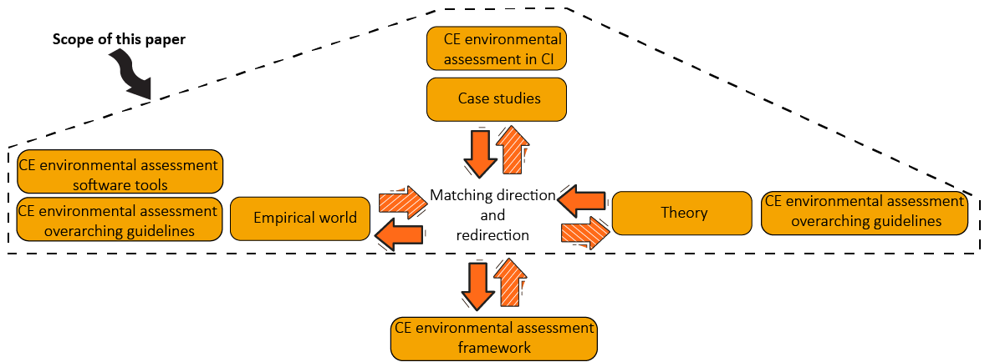 Scope of this paper
CE environmental
assessment in CI
Case studies
CE environmental assessment
software tools
CE environmental assessment
overarching guidelines
Empirical world
Matching direction
and
redirection
Theory
CE environmental assessment
overarching guidelines
CE environmental assessment
framework